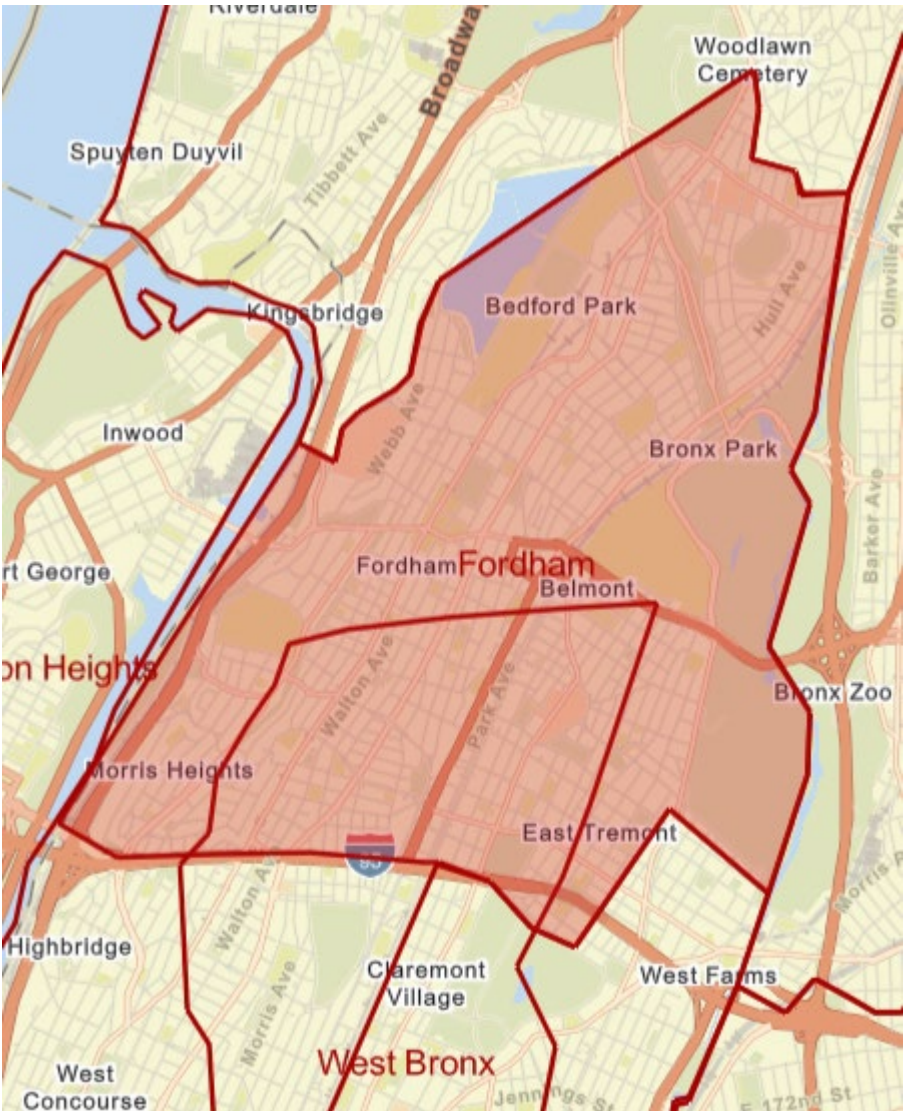 Riverdale
Broadway
Woodlawn
Cemetery
Tibbett Ave
Spuyten Duyvil
Ollinville Ave
Kingsbridge
Bedford Park
Hull Ave
Webb Ave
Inwood
Bronx Park
Barker Ave
rt George
Fordham
Fordham
Belmont
on Heights
Walton Ave
Park Ave
Bronx Zoo
Morris Heights
East Tremont
95
Walton Ave
Morris A
Highbridge
Claremont
Village
West Farms
Morris Ave
West Bronx
West
Concourse
Jennings St
E 172nd St